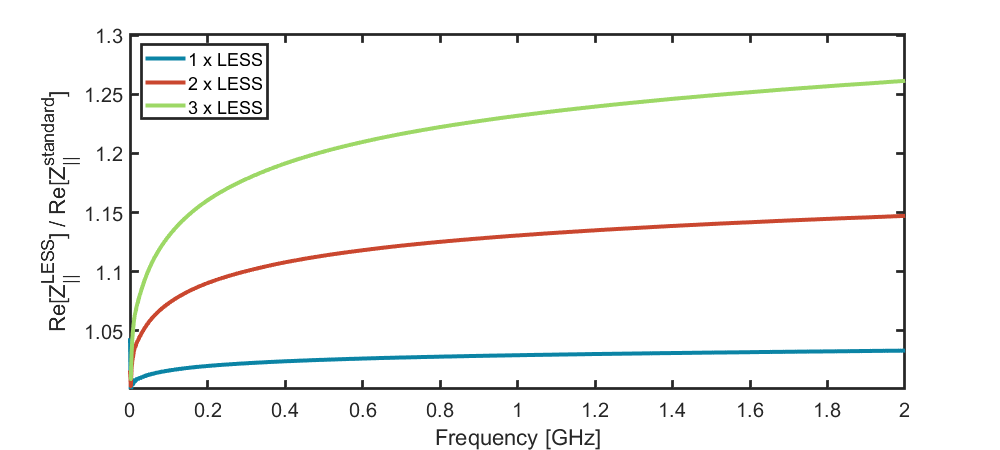 1.3
1.25
1.2
1.15
1.1
1.05
1 x LESS
2 x LESS
3 x LESS
Re[Z||^LESS] / Re[Z||^standard]
0 0.2 0.4 0.6 0.8 1 1.2 1.4 1.6 1.8 2
Frequency [GHz]